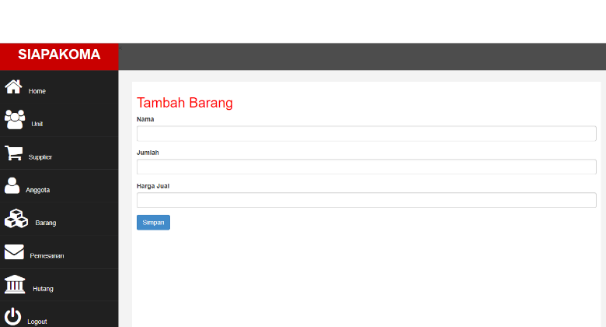 SIAPAKOMA
Home
Unit
Supplier
Anggota
Barang
Pemesanan
Hutang
Logout
Tambah Barang
Nama
Jumlah
Harga Jual
Simpan